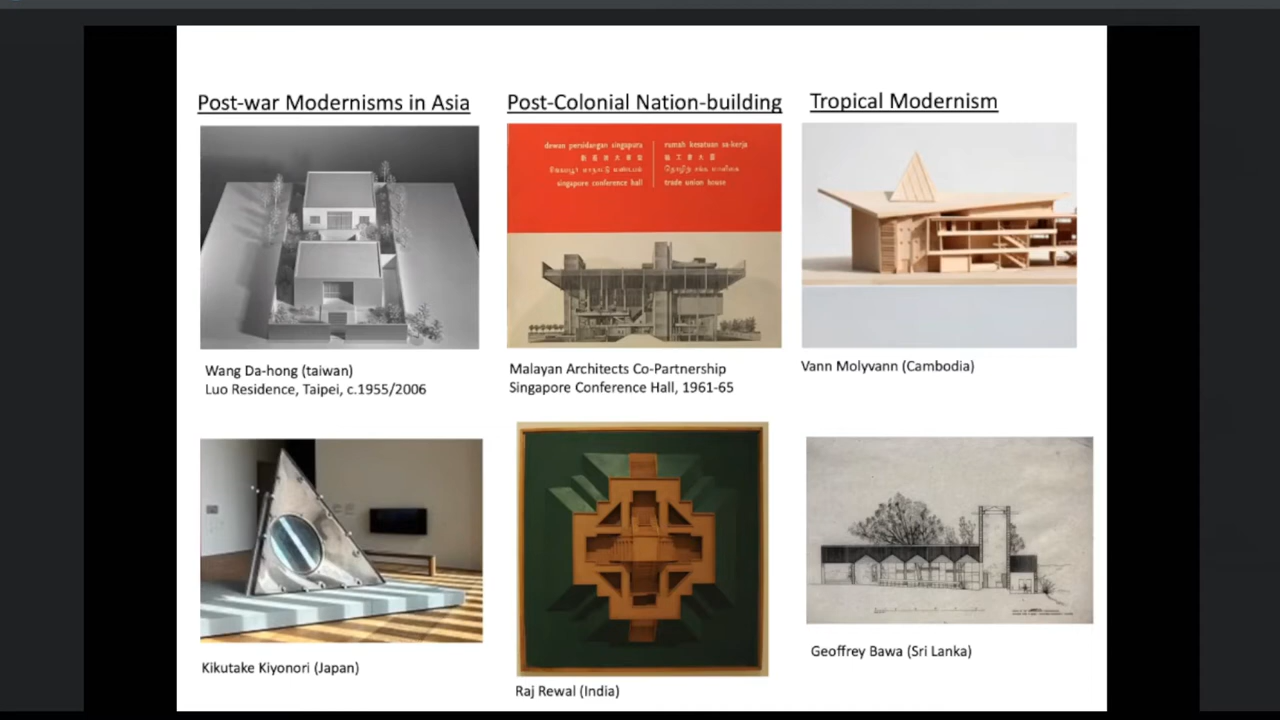 Post-war Modernisms in Asia
Post-Colonial Nation-building
Tropical Modernism
dewan persidangan singapura
rumah kesatuan sa-kerja
singapore conference hall
trade union house
Wang Da-hong (taiwan)
Luo Residence, Taipei, c.1955/2006
Malayan Architects Co-Partnership
Singapore Conference Hall, 1961-65
Vann Molyvann (Cambodia)
Kikutake Kiyonori (Japan)
Raj Rewal (India)
Geoffrey Bawa (Sri Lanka)